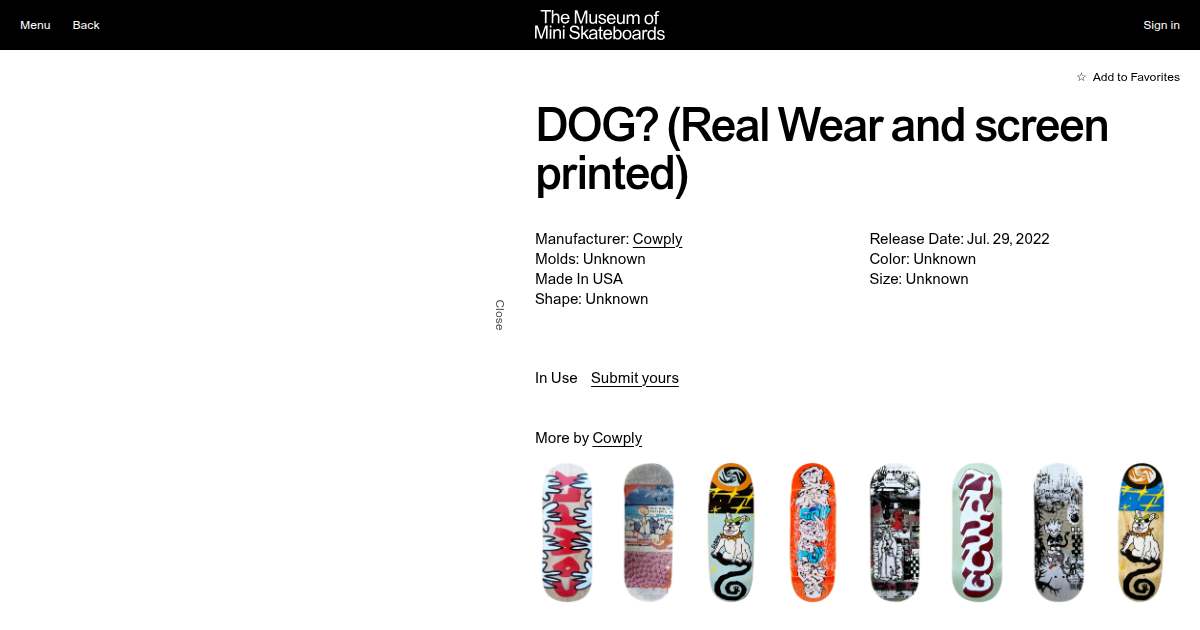 Menu
Back
The Museum of
Mini Skateboards
Sign in
☆ Add to Favorites
DOG? (Real Wear and screen
printed)
Manufacturer: Cowply
Molds: Unknown
Made In USA
Shape: Unknown
Release Date: Jul. 29, 2022
Color: Unknown
Size: Unknown
Close
In Use
Submit yours
More by Cowply